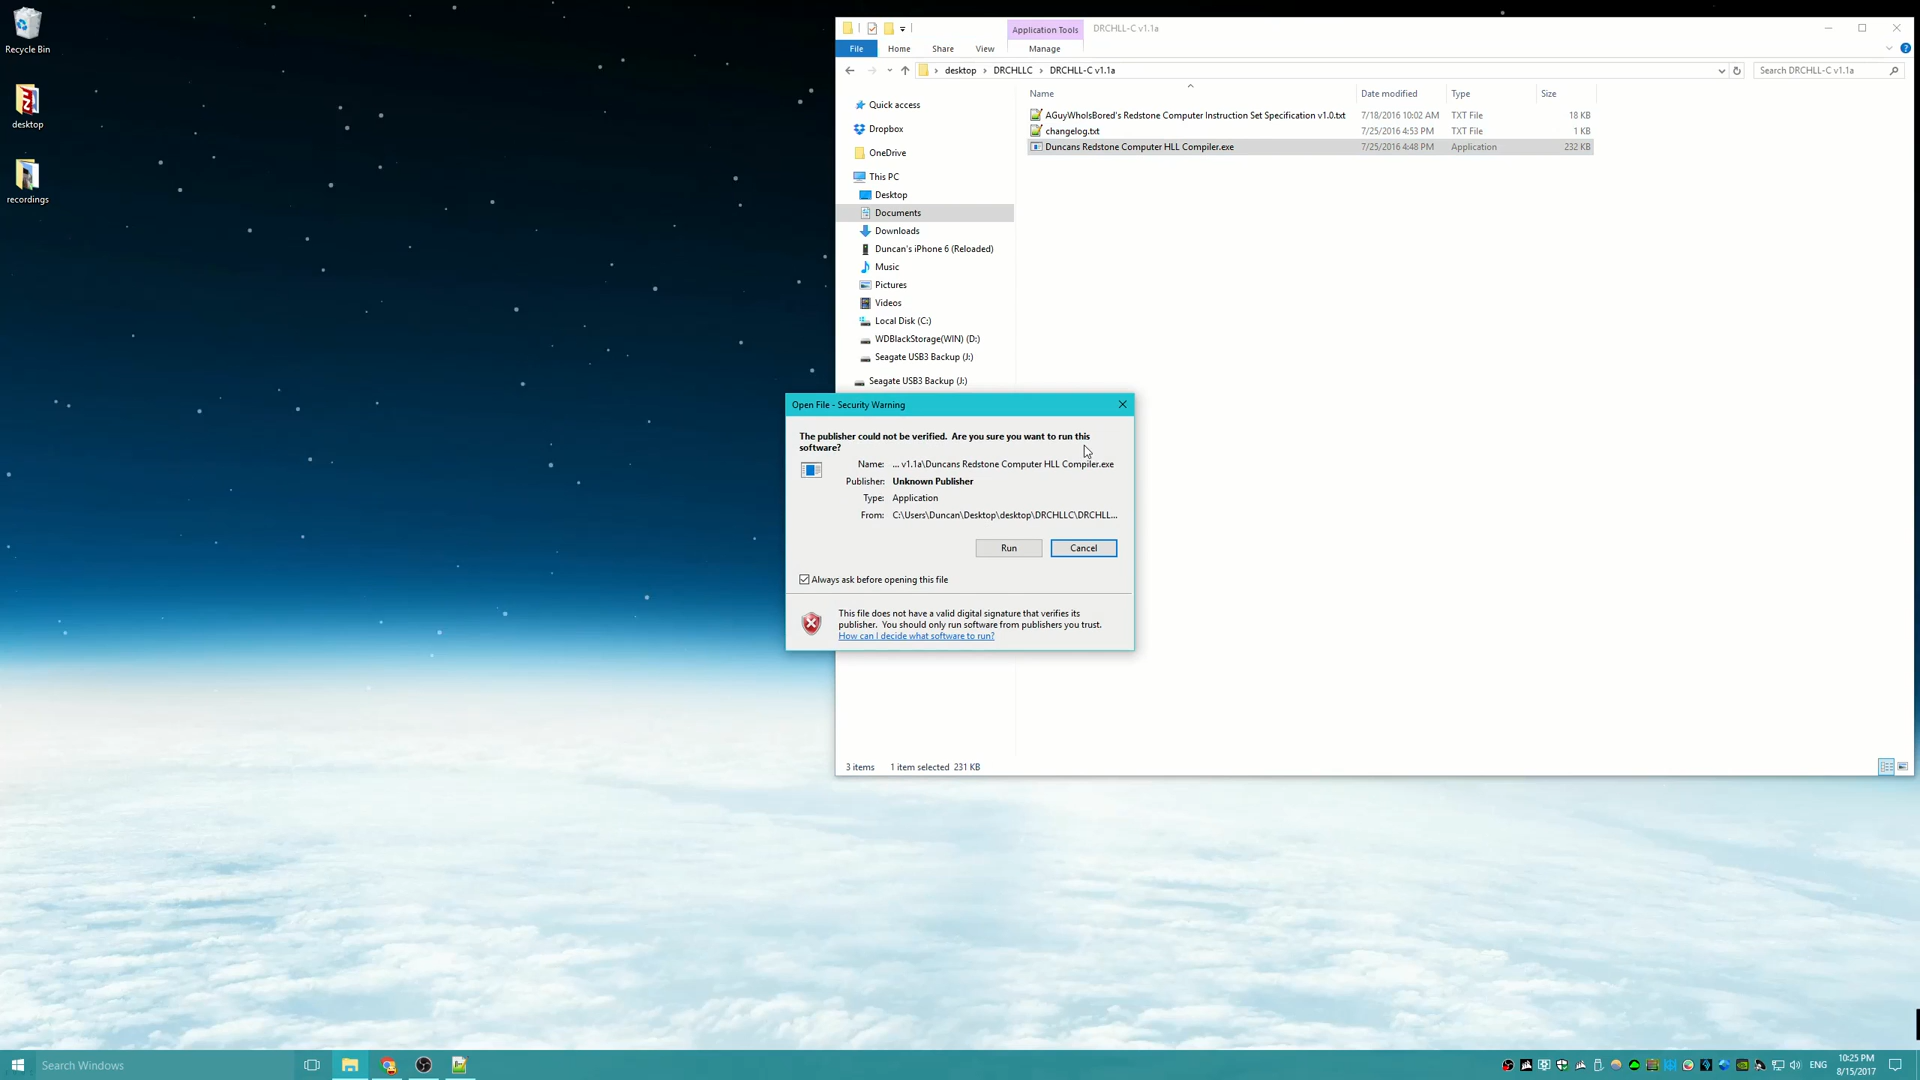 Recycle Bin
desktop
recordings
Application Tools
DRCHLL-C v1.1a
File
Home
Share
View
Manage
desktop
DRCHLLC
DRCHLL-C v1.1a
Search DRCHLL-C v1.1a
Name
Date modified
Type
Size
AGuyWhoIsBored's Redstone Computer Instruction Set Specification v1.0.txt
7/18/2016 10:02 AM
TXT File
18 KB
changelog.txt
7/25/2016 4:53 PM
TXT File
1 KB
Duncans Redstone Computer HLL Compiler.exe
7/25/2016 4:48 PM
Application
232 KB
Quick access
Dropbox
OneDrive
This PC
Desktop
Documents
Downloads
Duncan's iPhone 6 (Reloaded)
Music
Pictures
Videos
Local Disk (C:)
WDBlackStorage(WIN) (D:)
Seagate USB3 Backup (J:)
Seagate USB3 Backup (J:)
Open File - Security Warning
The publisher could not be verified. Are you sure you want to run this
software?
Name: ... v1.1a\Duncans Redstone Computer HLL Compiler.exe
Publisher: Unknown Publisher
Type: Application
From: C:\Users\Duncan\Desktop\desktop\DRCHLLC\DRCHLL...
Run
Cancel
Always ask before opening this file
This file does not have a valid digital signature that verifies its
publisher. You should only run software from publishers you trust.
How can I decide what software to run?
3 items
1 item selected 231 KB
Search Windows
ENG
10:25 PM
8/15/2017